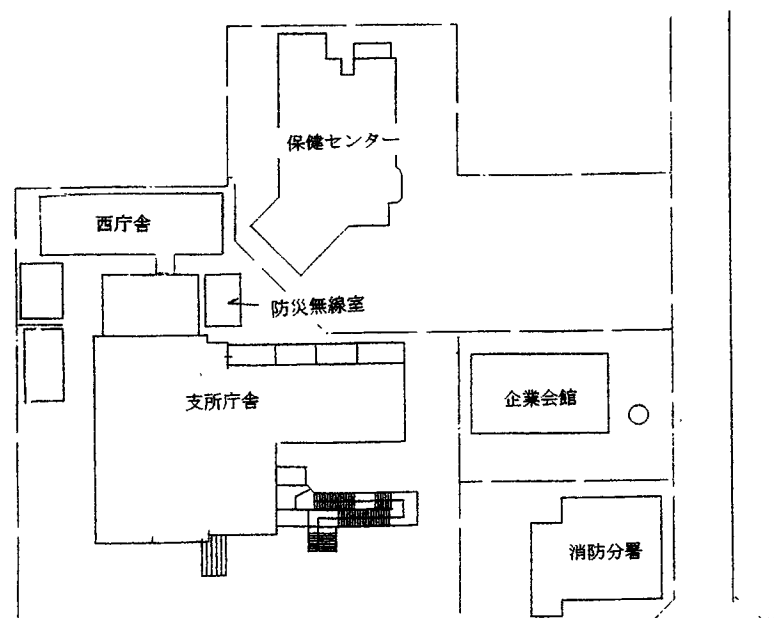 保健センター
西庁舎
防災無線室
支所庁舎
企業会館
消防分署